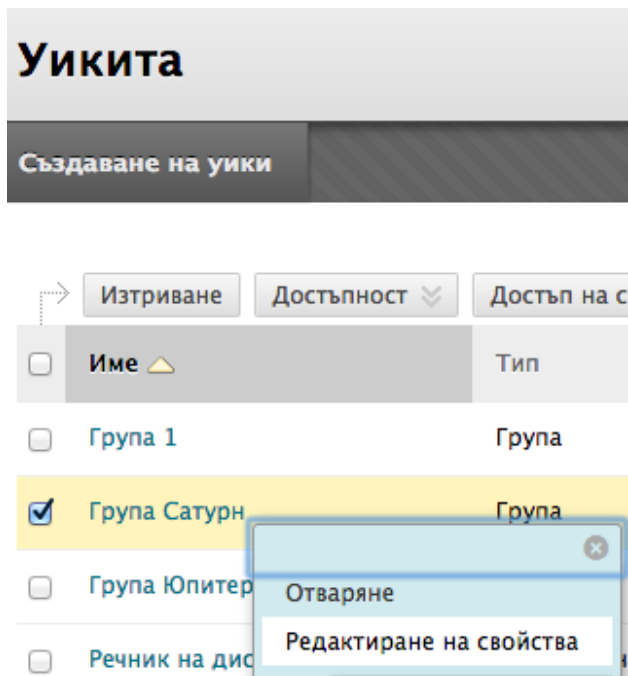 Уикита
Създаване на уики
Изтриване Достъпност Достъп на
Име Тип
Група 1 Група
Група Сатурн Група
Група Юпитер
Отваряне
Редактиране на свойства
Речник на